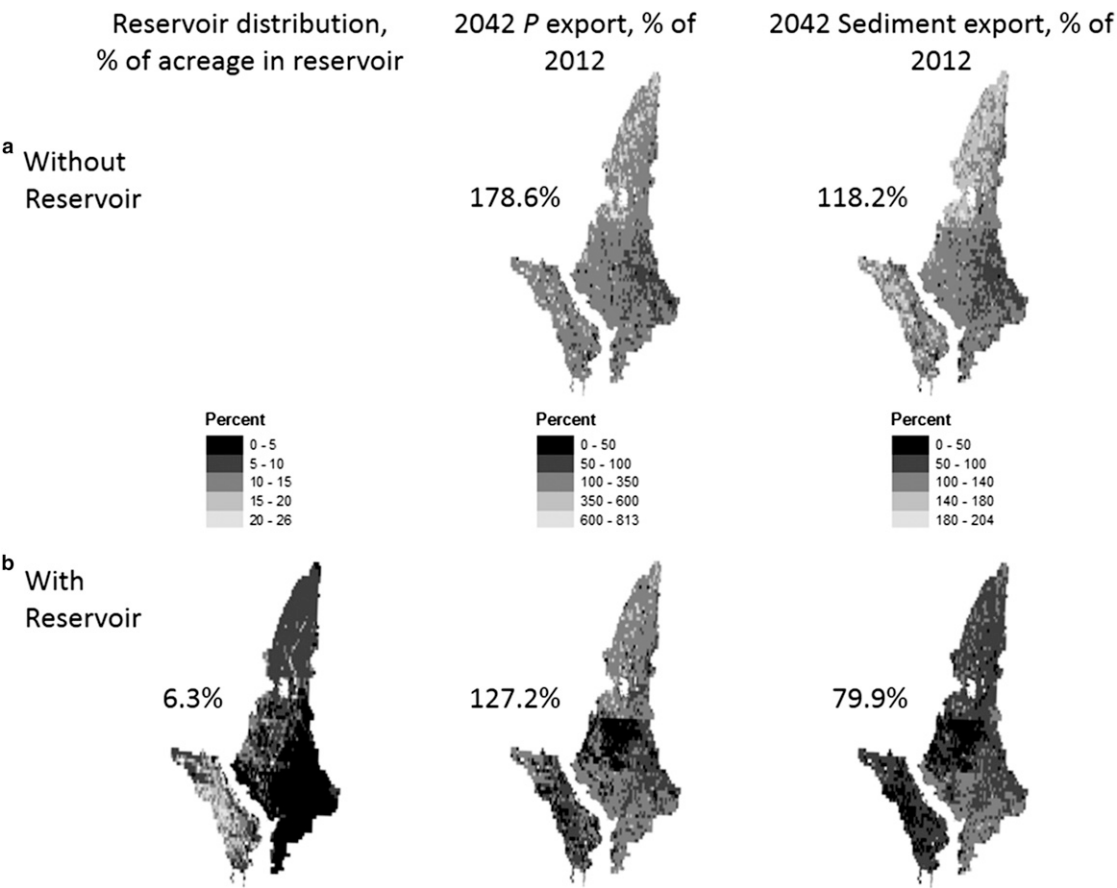 Reservoir distribution,
% of acreage in reservoir
2042 P export, % of
2012
2042 Sediment export, % of
2012
a
Without
Reservoir
178.6%
118.2%
Percent
0 - 5
5 - 10
10 - 15
15 - 20
20 - 26
Percent
0 - 50
50 - 100
100 - 350
350 - 600
600 - 813
Percent
0 - 50
50 - 100
100 - 140
140 - 180
180 - 204
b
With
Reservoir
6.3%
127.2%
79.9%